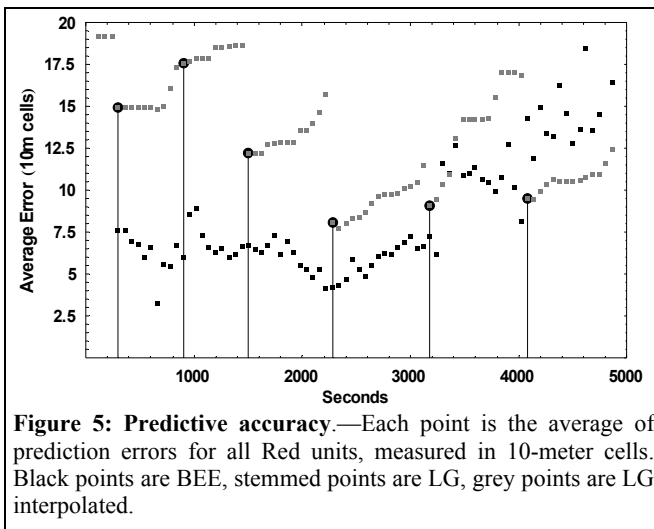 20
17.5
15
12.5
10
7.5
5
2.5
Average Error (10m cells)
1000 2000 3000 4000 5000
Seconds
Figure 5: Predictive accuracy.—Each point is the average of
prediction errors for all Red units, measured in 10-meter cells.
Black points are BEE, stemmed points are LG, grey points are LG
interpolated.